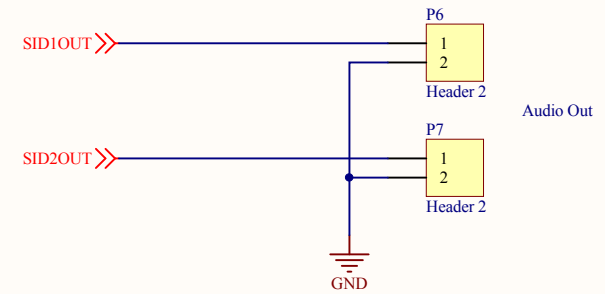 P6
SID1OUT
1
2
Header 2
Audio Out
P7
SID2OUT
1
2
Header 2
GND